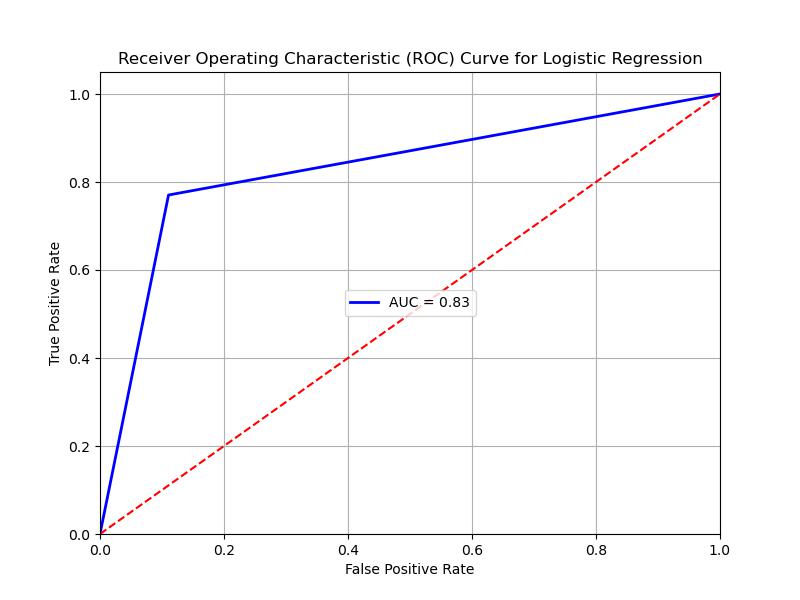 Receiver Operating Characteristic (ROC) Curve for Logistic Regression
1.0
0.8
0.6
0.4
0.2
0.0
True Positive Rate
AUC = 0.83
0.0 0.2 0.4 0.6 0.8 1.0
False Positive Rate